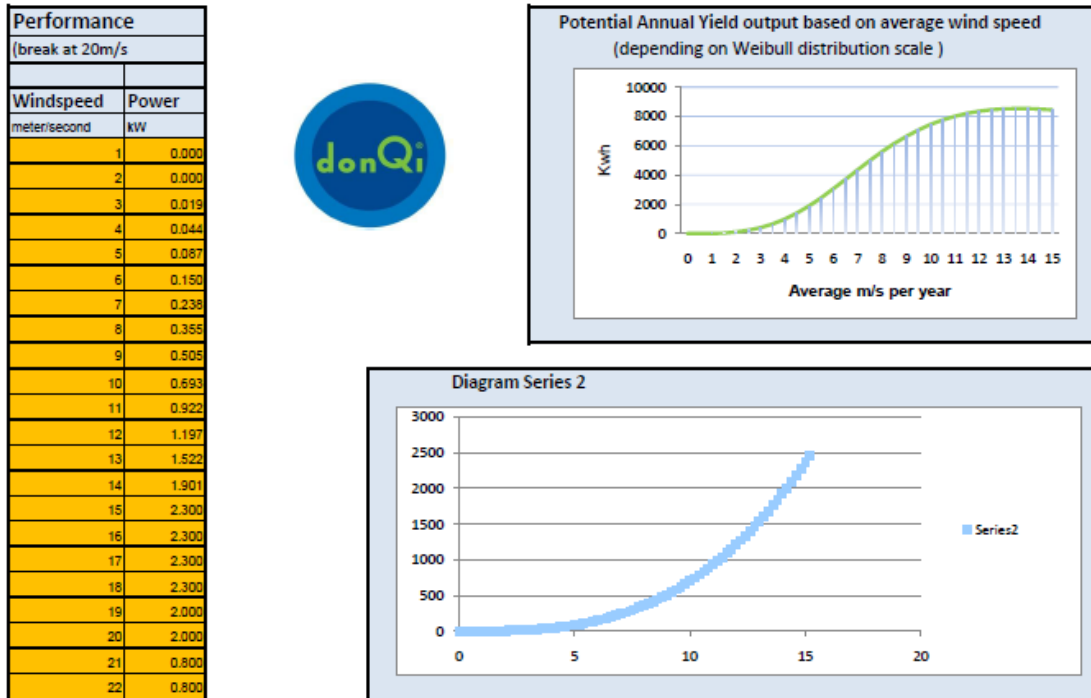 Performance
(break at 20m/s
Windspeed Power
meter/second kW
1 0.000
2 0.000
3 0.019
4 0.044
5 0.087
6 0.150
7 0.238
8 0.355
9 0.505
10 0.693
11 0.922
12 1.197
13 1.522
14 1.901
15 2.300
16 2.300
17 2.300
18 2.300
19 2.000
20 2.000
21 0.800
22 0.800
donQi
Potential Annual Yield output based on average wind speed
(depending on Weibull distribution scale )
10000
8000
6000
4000
2000
0
Kwh
0 1 2 3 4 5 6 7 8 9 10 11 12 13 14 15
Average m/s per year
Diagram Series 2
3000
2500
2000
1500
1000
500
0
0 5 10 15 20
Series2